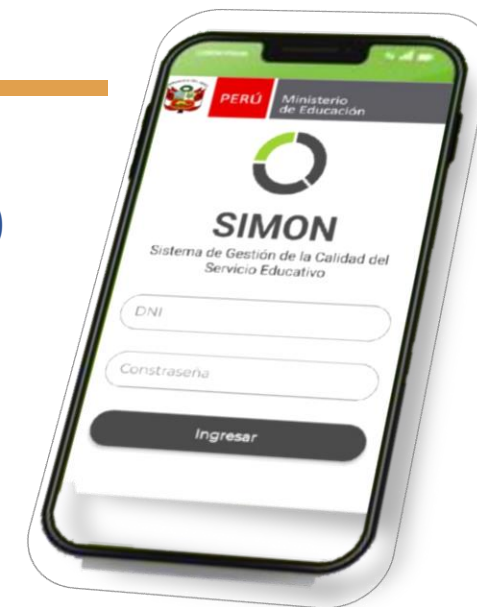 PERÚ
Ministerio
de Educación
SIMON
Sistema de Gestión de la Calidad del
Servicio Educativo
DNI
Constraseña
Ingresar